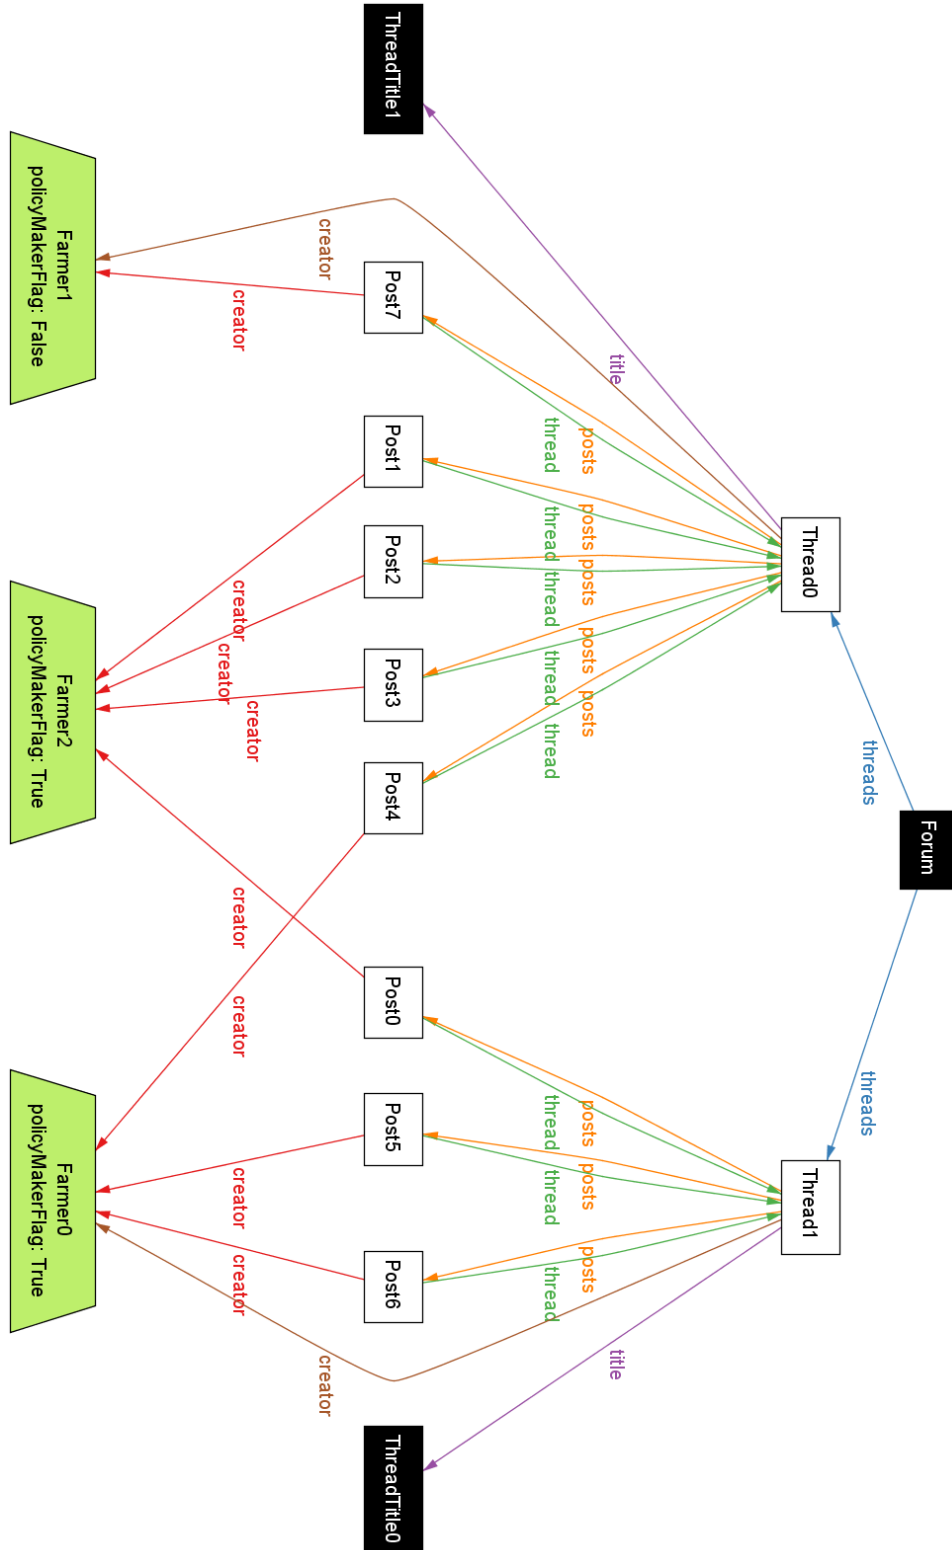 Forum
threads
threads
Thread0
Thread1
title
title
posts
posts
posts
posts
posts
posts
posts
posts
thread
thread
thread
thread
thread
thread
thread
thread
ThreadTitle1
Post7
Post1
Post2
Post3
Post4
Post0
Post5
Post6
ThreadTitle0
creator
creator
creator
creator
creator
creator
creator
creator
creator
creator
Farmer1
policyMakerFlag: False
Farmer2
policyMakerFlag: True
Farmer0
policyMakerFlag: True